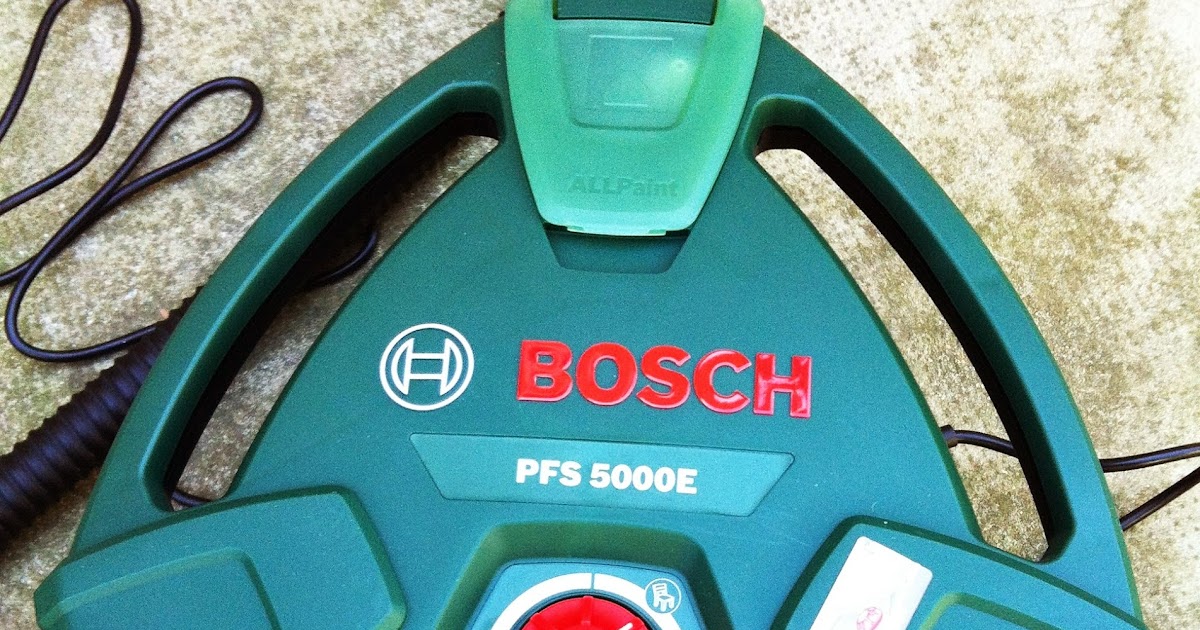 ALLPaint
BOSCH
PFS 5000E